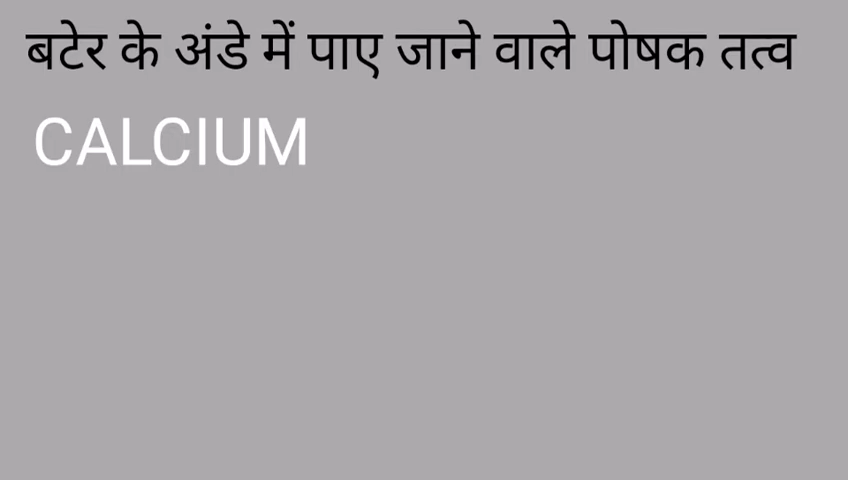 बटेर के अंडे में पाए जाने वाले पोषक तत्व
CALCIUM